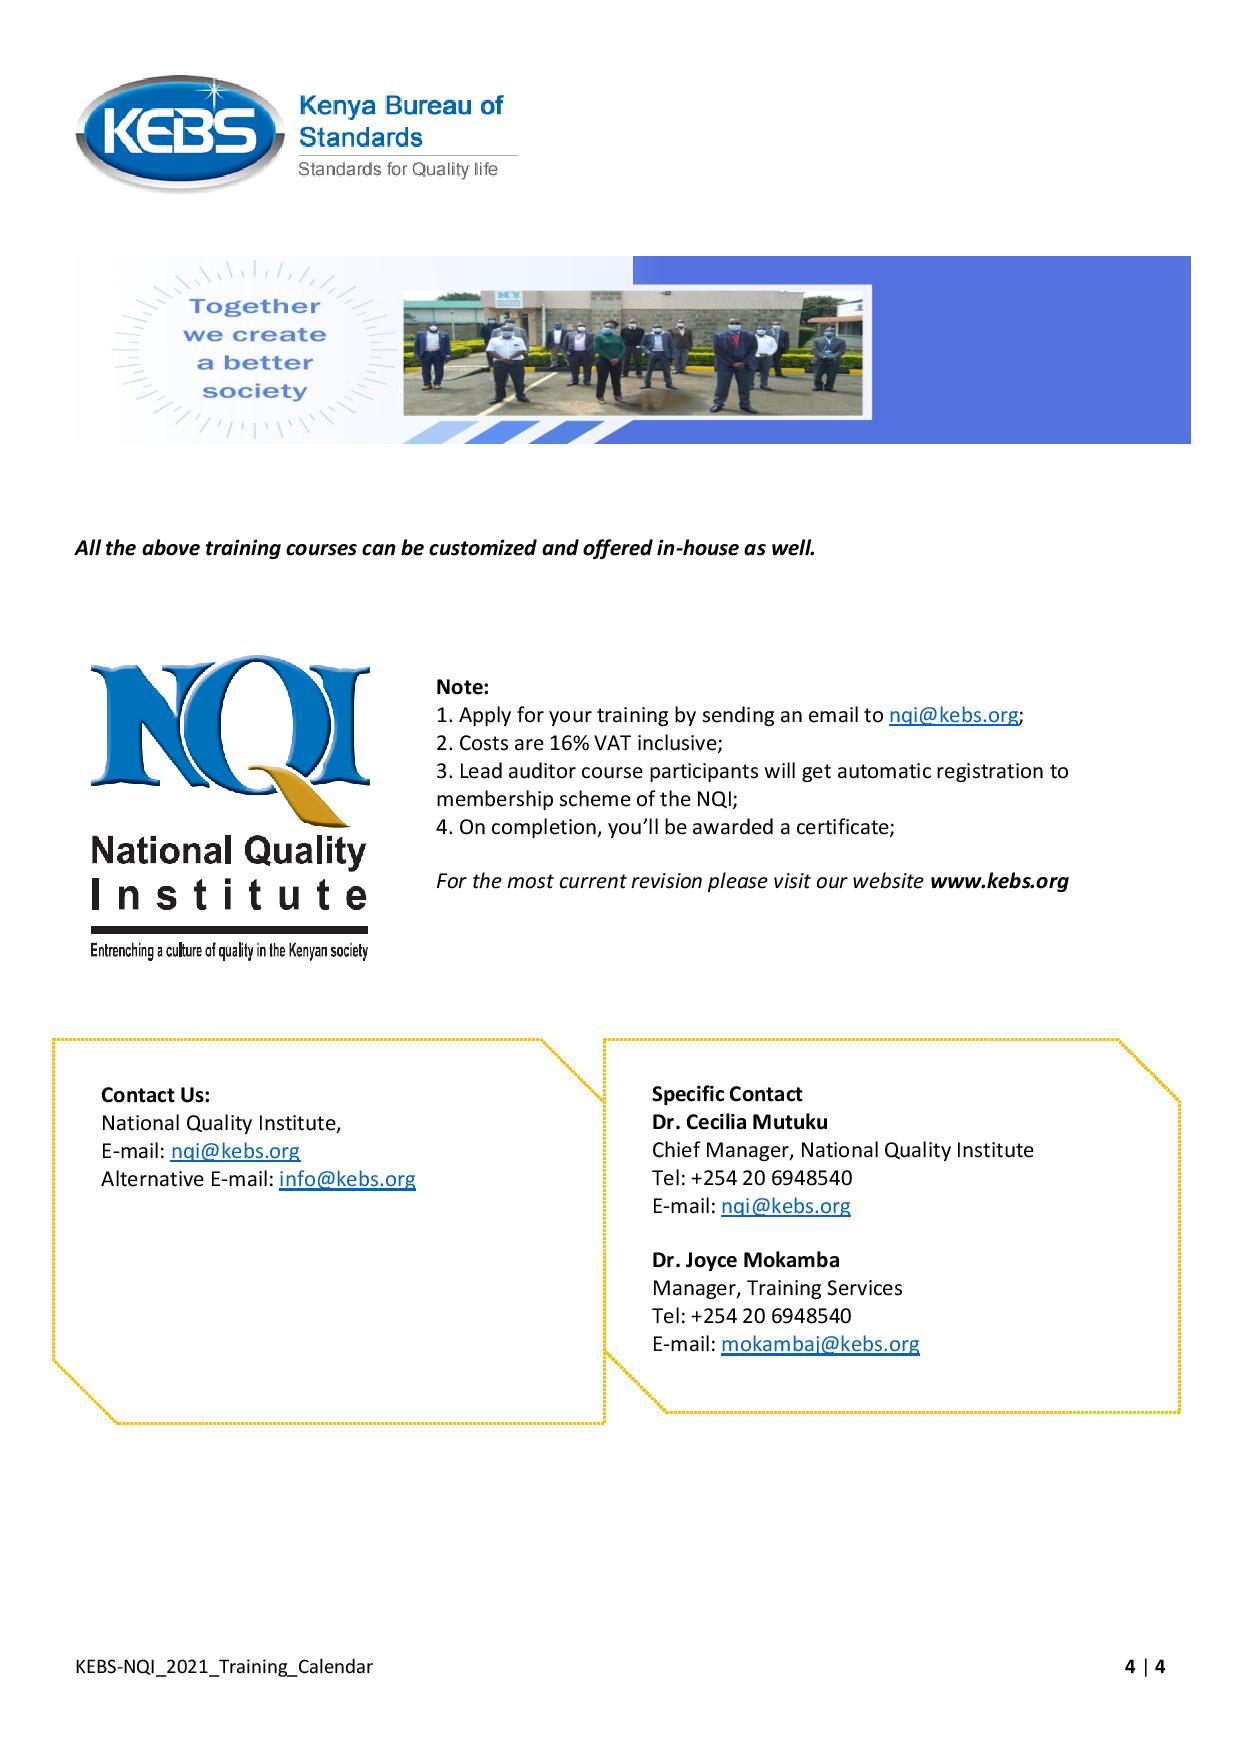 KEBS
Kenya Bureau of
Standards
Standards for Quality life
Together
we create
a better
society
All the above training courses can be customized and offered in-house as well.
NQI
National Quality
Institute
Entrenching a culture of quality in the Kenyan society
Note:
1. Apply for your training by sending an email to nqi@kebs.org;
2. Costs are 16% VAT inclusive;
3. Lead auditor course participants will get automatic registration to
membership scheme of the NQI;
4. On completion, you’ll be awarded a certificate;
For the most current revision please visit our website www.kebs.org
Contact Us:
National Quality Institute,
E-mail: nqi@kebs.org
Alternative E-mail: info@kebs.org
Specific Contact
Dr. Cecilia Mutuku
Chief Manager, National Quality Institute
Tel: +254 20 6948540
E-mail: nqi@kebs.org
Dr. Joyce Mokamba
Manager, Training Services
Tel: +254 20 6948540
E-mail: mokambaj@kebs.org
KEBS-NQI_2021_Training_Calendar
4 | 4